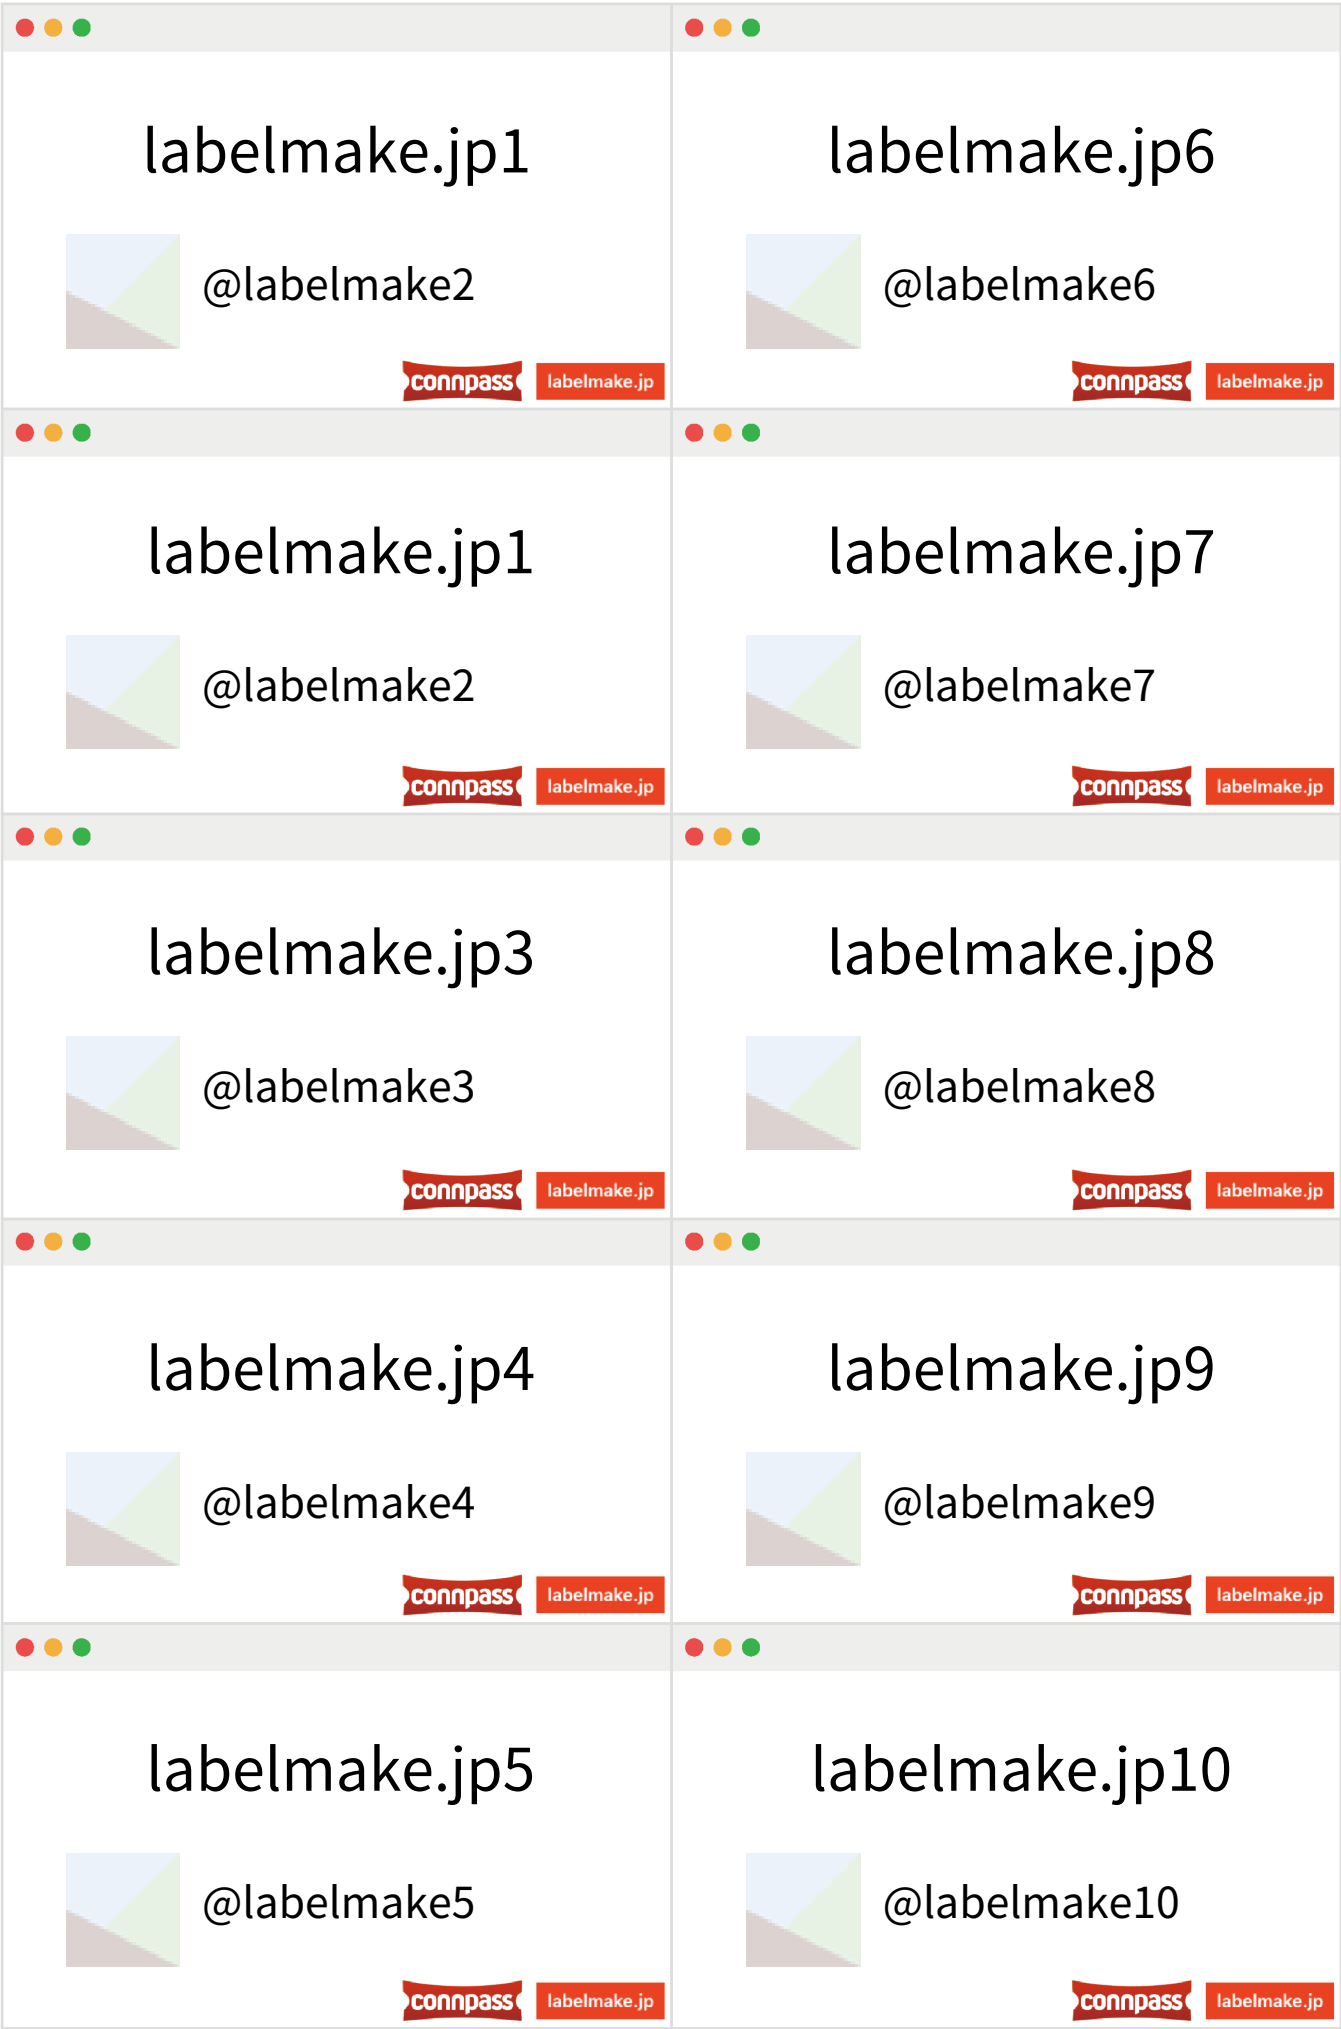 labelmake.jp1
@labelmake2
connpass labelmake.jp
labelmake.jp6
@labelmake6
connpass labelmake.jp
labelmake.jp1
@labelmake2
connpass labelmake.jp
labelmake.jp7
@labelmake7
connpass labelmake.jp
labelmake.jp3
@labelmake3
connpass labelmake.jp
labelmake.jp8
@labelmake8
connpass labelmake.jp
labelmake.jp4
@labelmake4
connpass labelmake.jp
labelmake.jp9
@labelmake9
connpass labelmake.jp
labelmake.jp5
@labelmake5
connpass labelmake.jp
labelmake.jp10
@labelmake10
connpass labelmake.jp